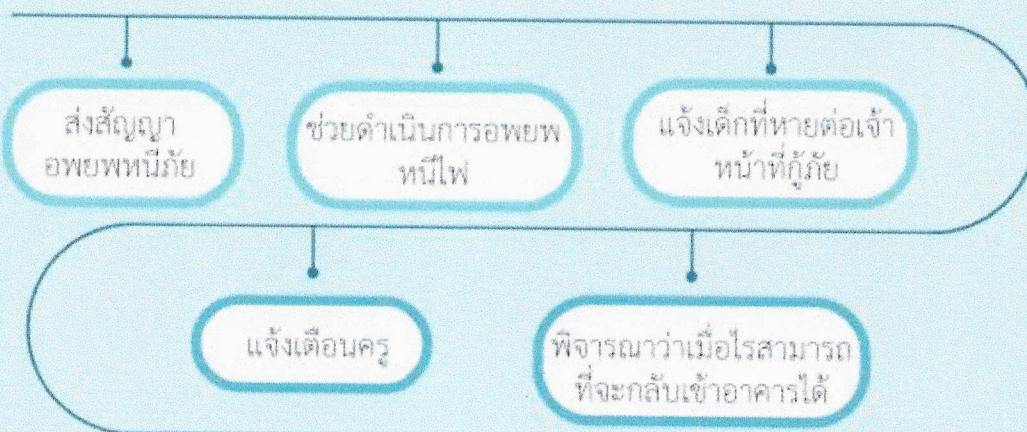 ส่งสัญญา
อพยพหนีภัย
ช่วยดำเนินการอพยพ
หนีไฟ
แจ้งเด็กที่หายต่อเจ้า
หน้าที่กู้ภัย
แจ้งเตือนครู
พิจารณาว่าเมื่อไรสามารถ
ที่จะกลับเข้าอาคารได้